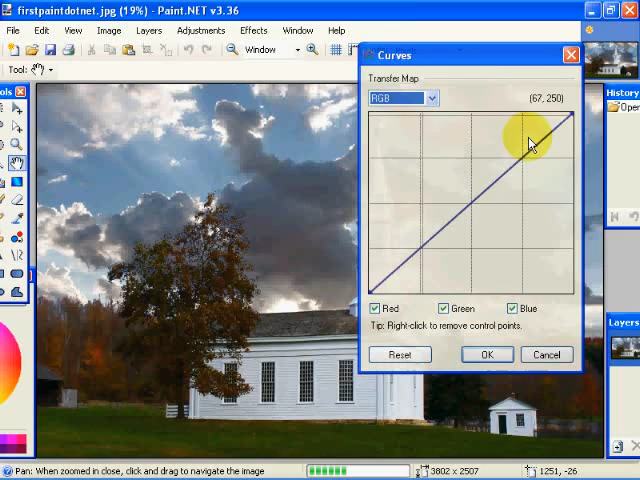 firstpaintdotnet.jpg (19%) - Paint.NET v3.36
File Edit View Image Layers Adjustments Effects Window Help
Window
Tool:
Curves
Transfer Map
RGB (67, 250)
Red Green Blue
Tip: Right-click to remove control points.
Reset OK Cancel
ols
History
Open
Layers
Pan: When zoomed in close, click and drag to navigate the image 3802 x 2507 1251, -26